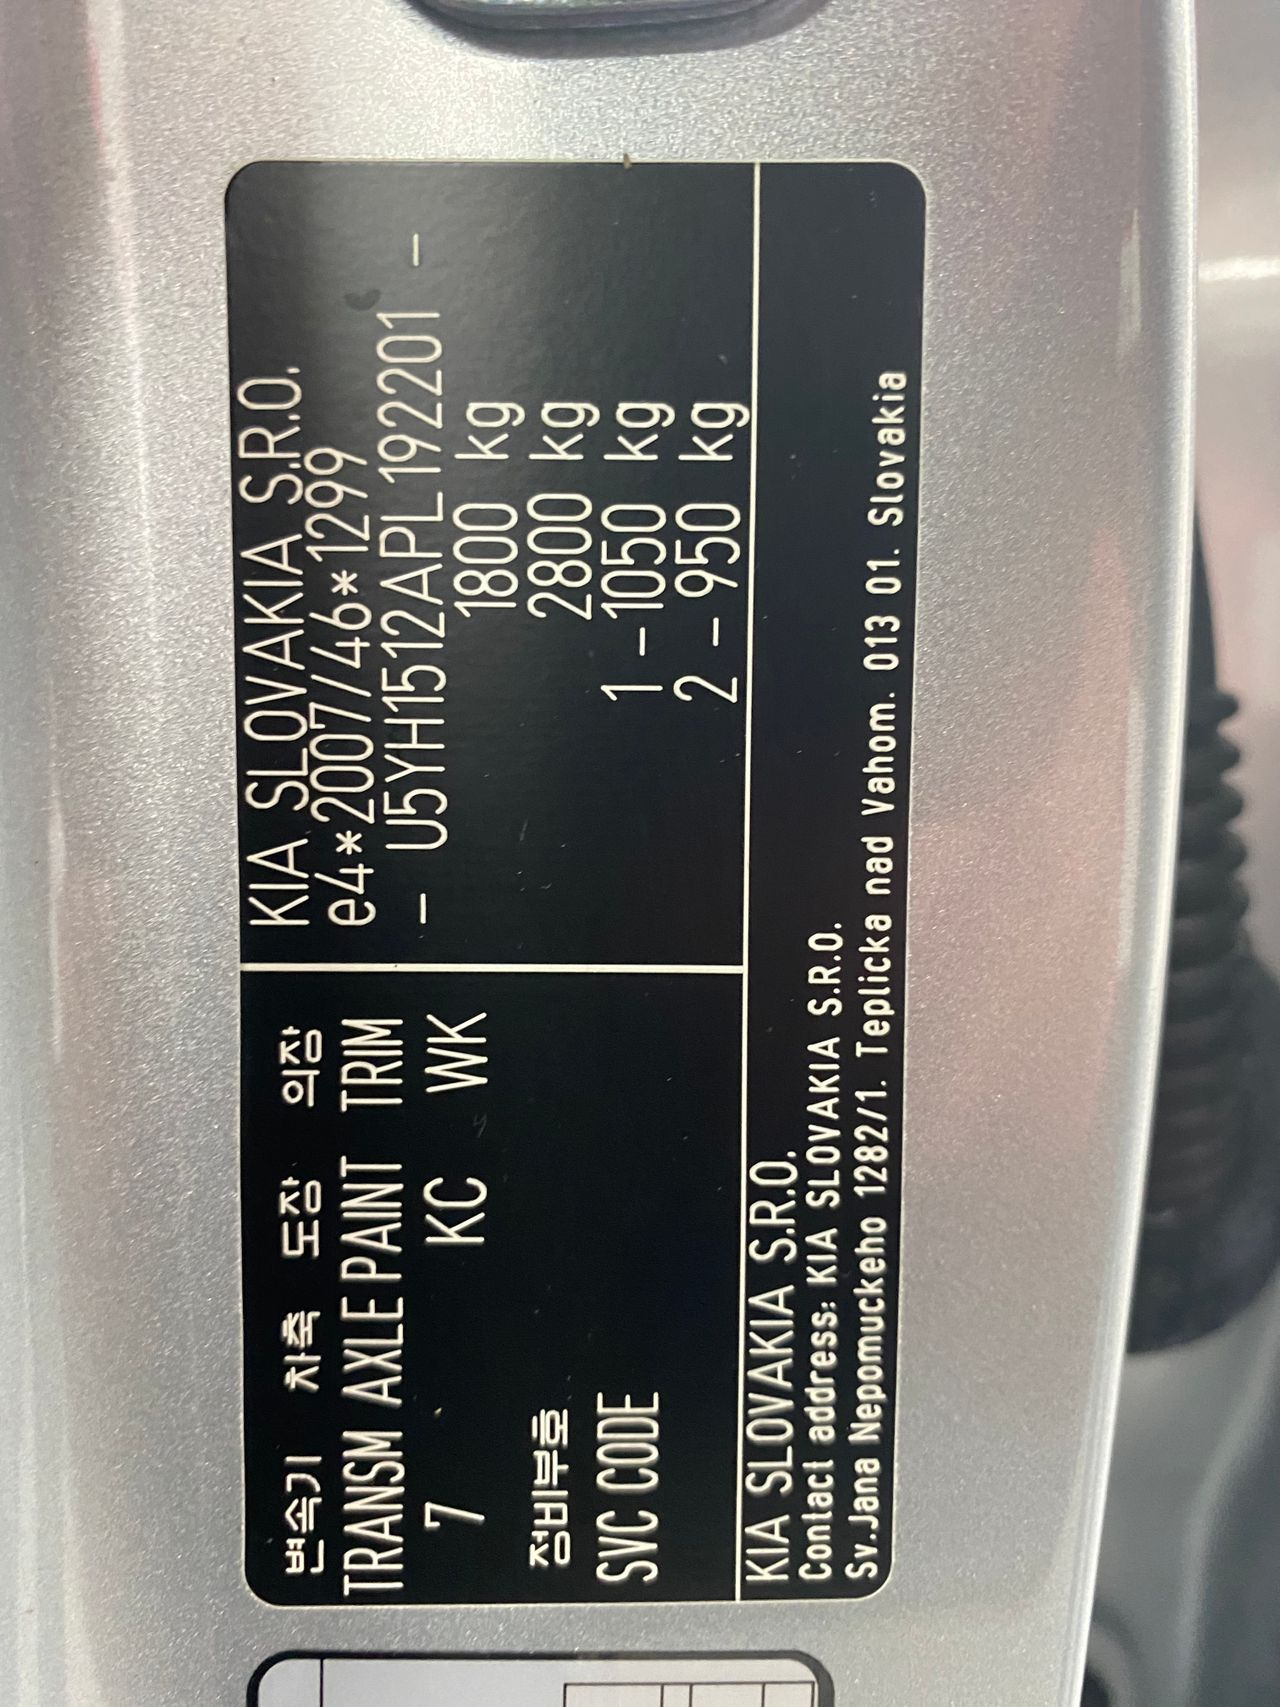 변속기 차축 도장 의장
TRANSM AXLE PAINT TRIM
7 KC WK
정비부호
SVC CODE
KIA SLOVAKIA S.R.O.
e4*2007/46*1299
- U5YH1512APL192201 -
1800 kg
2800 kg
1 - 1050 kg
2 - 950 kg
KIA SLOVAKIA S.R.O.
Contact address: KIA SLOVAKIA S.R.O.
Sv.Jana Nepomuckeho 1282/1. Teplicka nad Vahom. 013 01. Slovakia